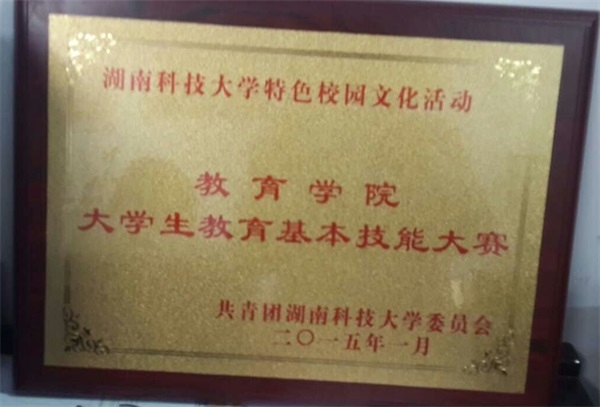 湖南科技大学特色校园文化活动
教育学院
大学生教育基本技能大赛
共青团湖南科技大学委员会
二〇一五年一月